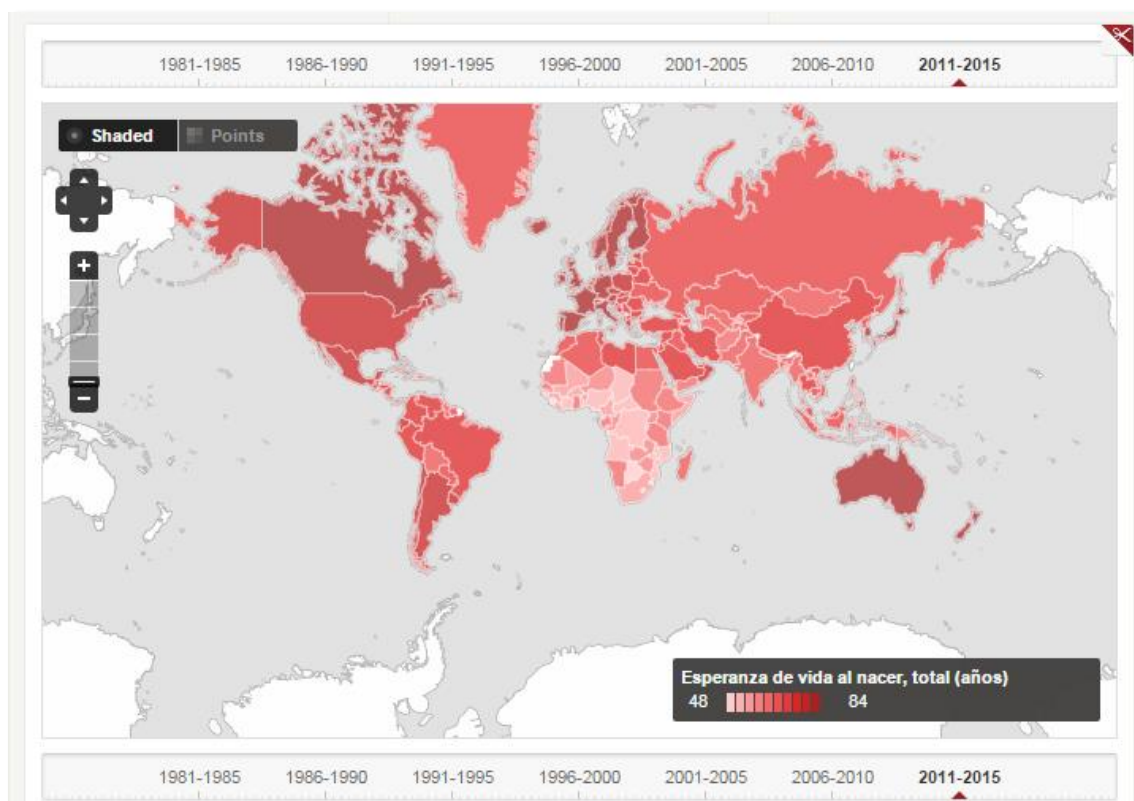 1981-1985 1986-1990 1991-1995 1996-2000 2001-2005 2006-2010 2011-2015
Shaded Points
+
−
Esperanza de vida al nacer, total (años)
48 84
1981-1985 1986-1990 1991-1995 1996-2000 2001-2005 2006-2010 2011-2015